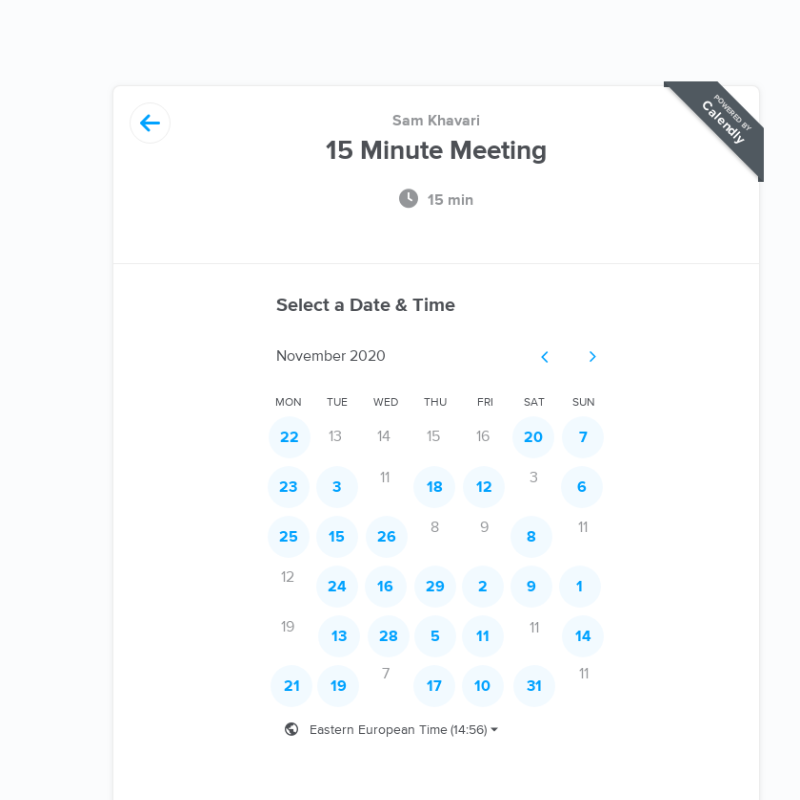 POWERED BY
Calendly
Sam Khavari
15 Minute Meeting
15 min
Select a Date & Time
November 2020
MON TUE WED THU FRI SAT SUN
22 13 14 15 16 20 7
23 3 11 18 12 3 6
25 15 26 8 9 8 11
12 24 16 29 2 9 1
19 13 28 5 11 11 14
21 19 7 17 10 31 11
Eastern European Time (14:56)